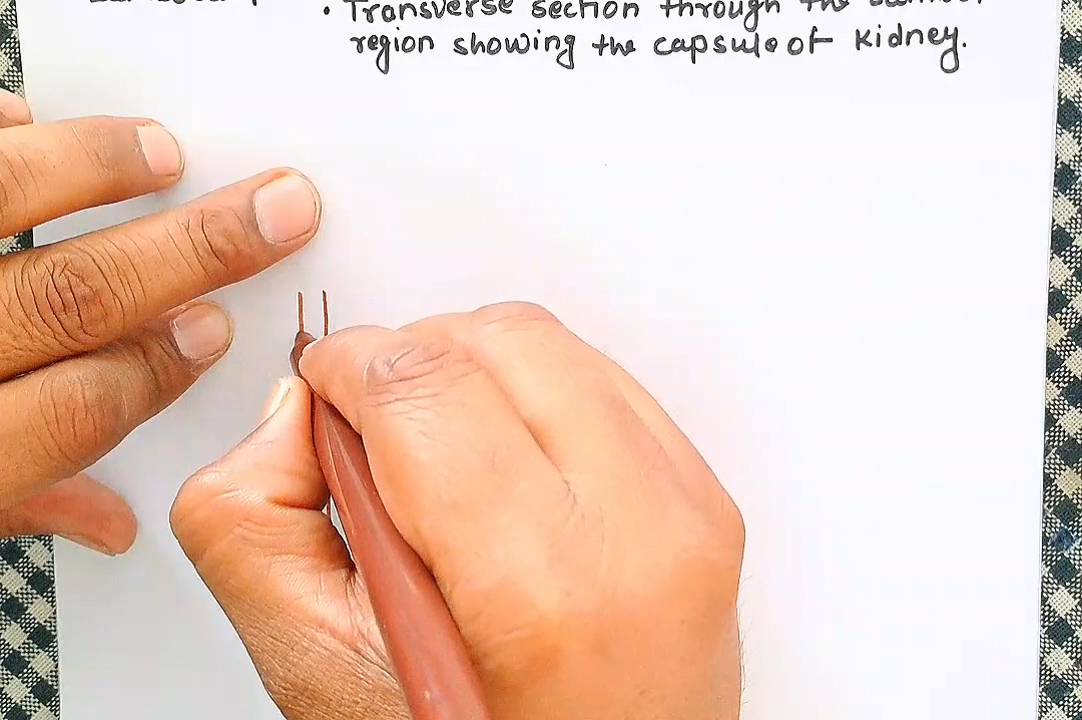 • Transverse section through the
region showing the capsule of Kidney.